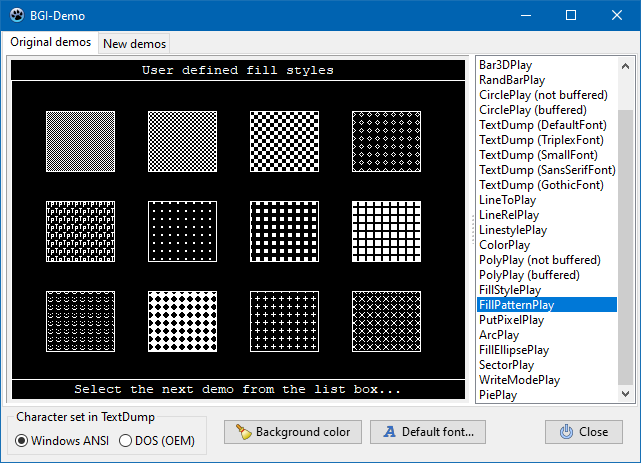 BGI-Demo
Original demos
New demos
User defined fill styles
Select the next demo from the list box...
Bar3DPlay
RandBarPlay
CirclePlay (not buffered)
CirclePlay (buffered)
TextDump (DefaultFont)
TextDump (TriplexFont)
TextDump (SmallFont)
TextDump (SansSerifFont)
TextDump (GothicFont)
LineToPlay
LineRelPlay
LinestylePlay
ColorPlay
PolyPlay (not buffered)
PolyPlay (buffered)
FillStylePlay
FillPatternPlay
PutPixelPlay
ArcPlay
FillEllipsePlay
SectorPlay
WriteModePlay
PiePlay
Character set in TextDump
Windows ANSI
DOS (OEM)
Background color
Default font...
Close